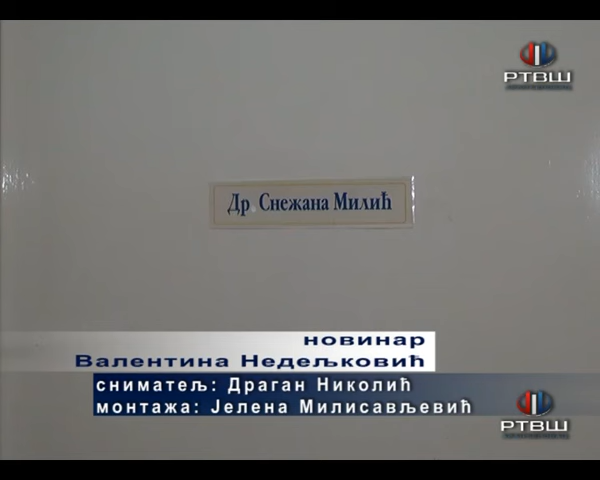 РТВШ
Др. Снежана Милић
новинар
Валентина Недељковић
сниматељ: Драган Николић
монтажа: Јелена Милисављевић
РТВШ